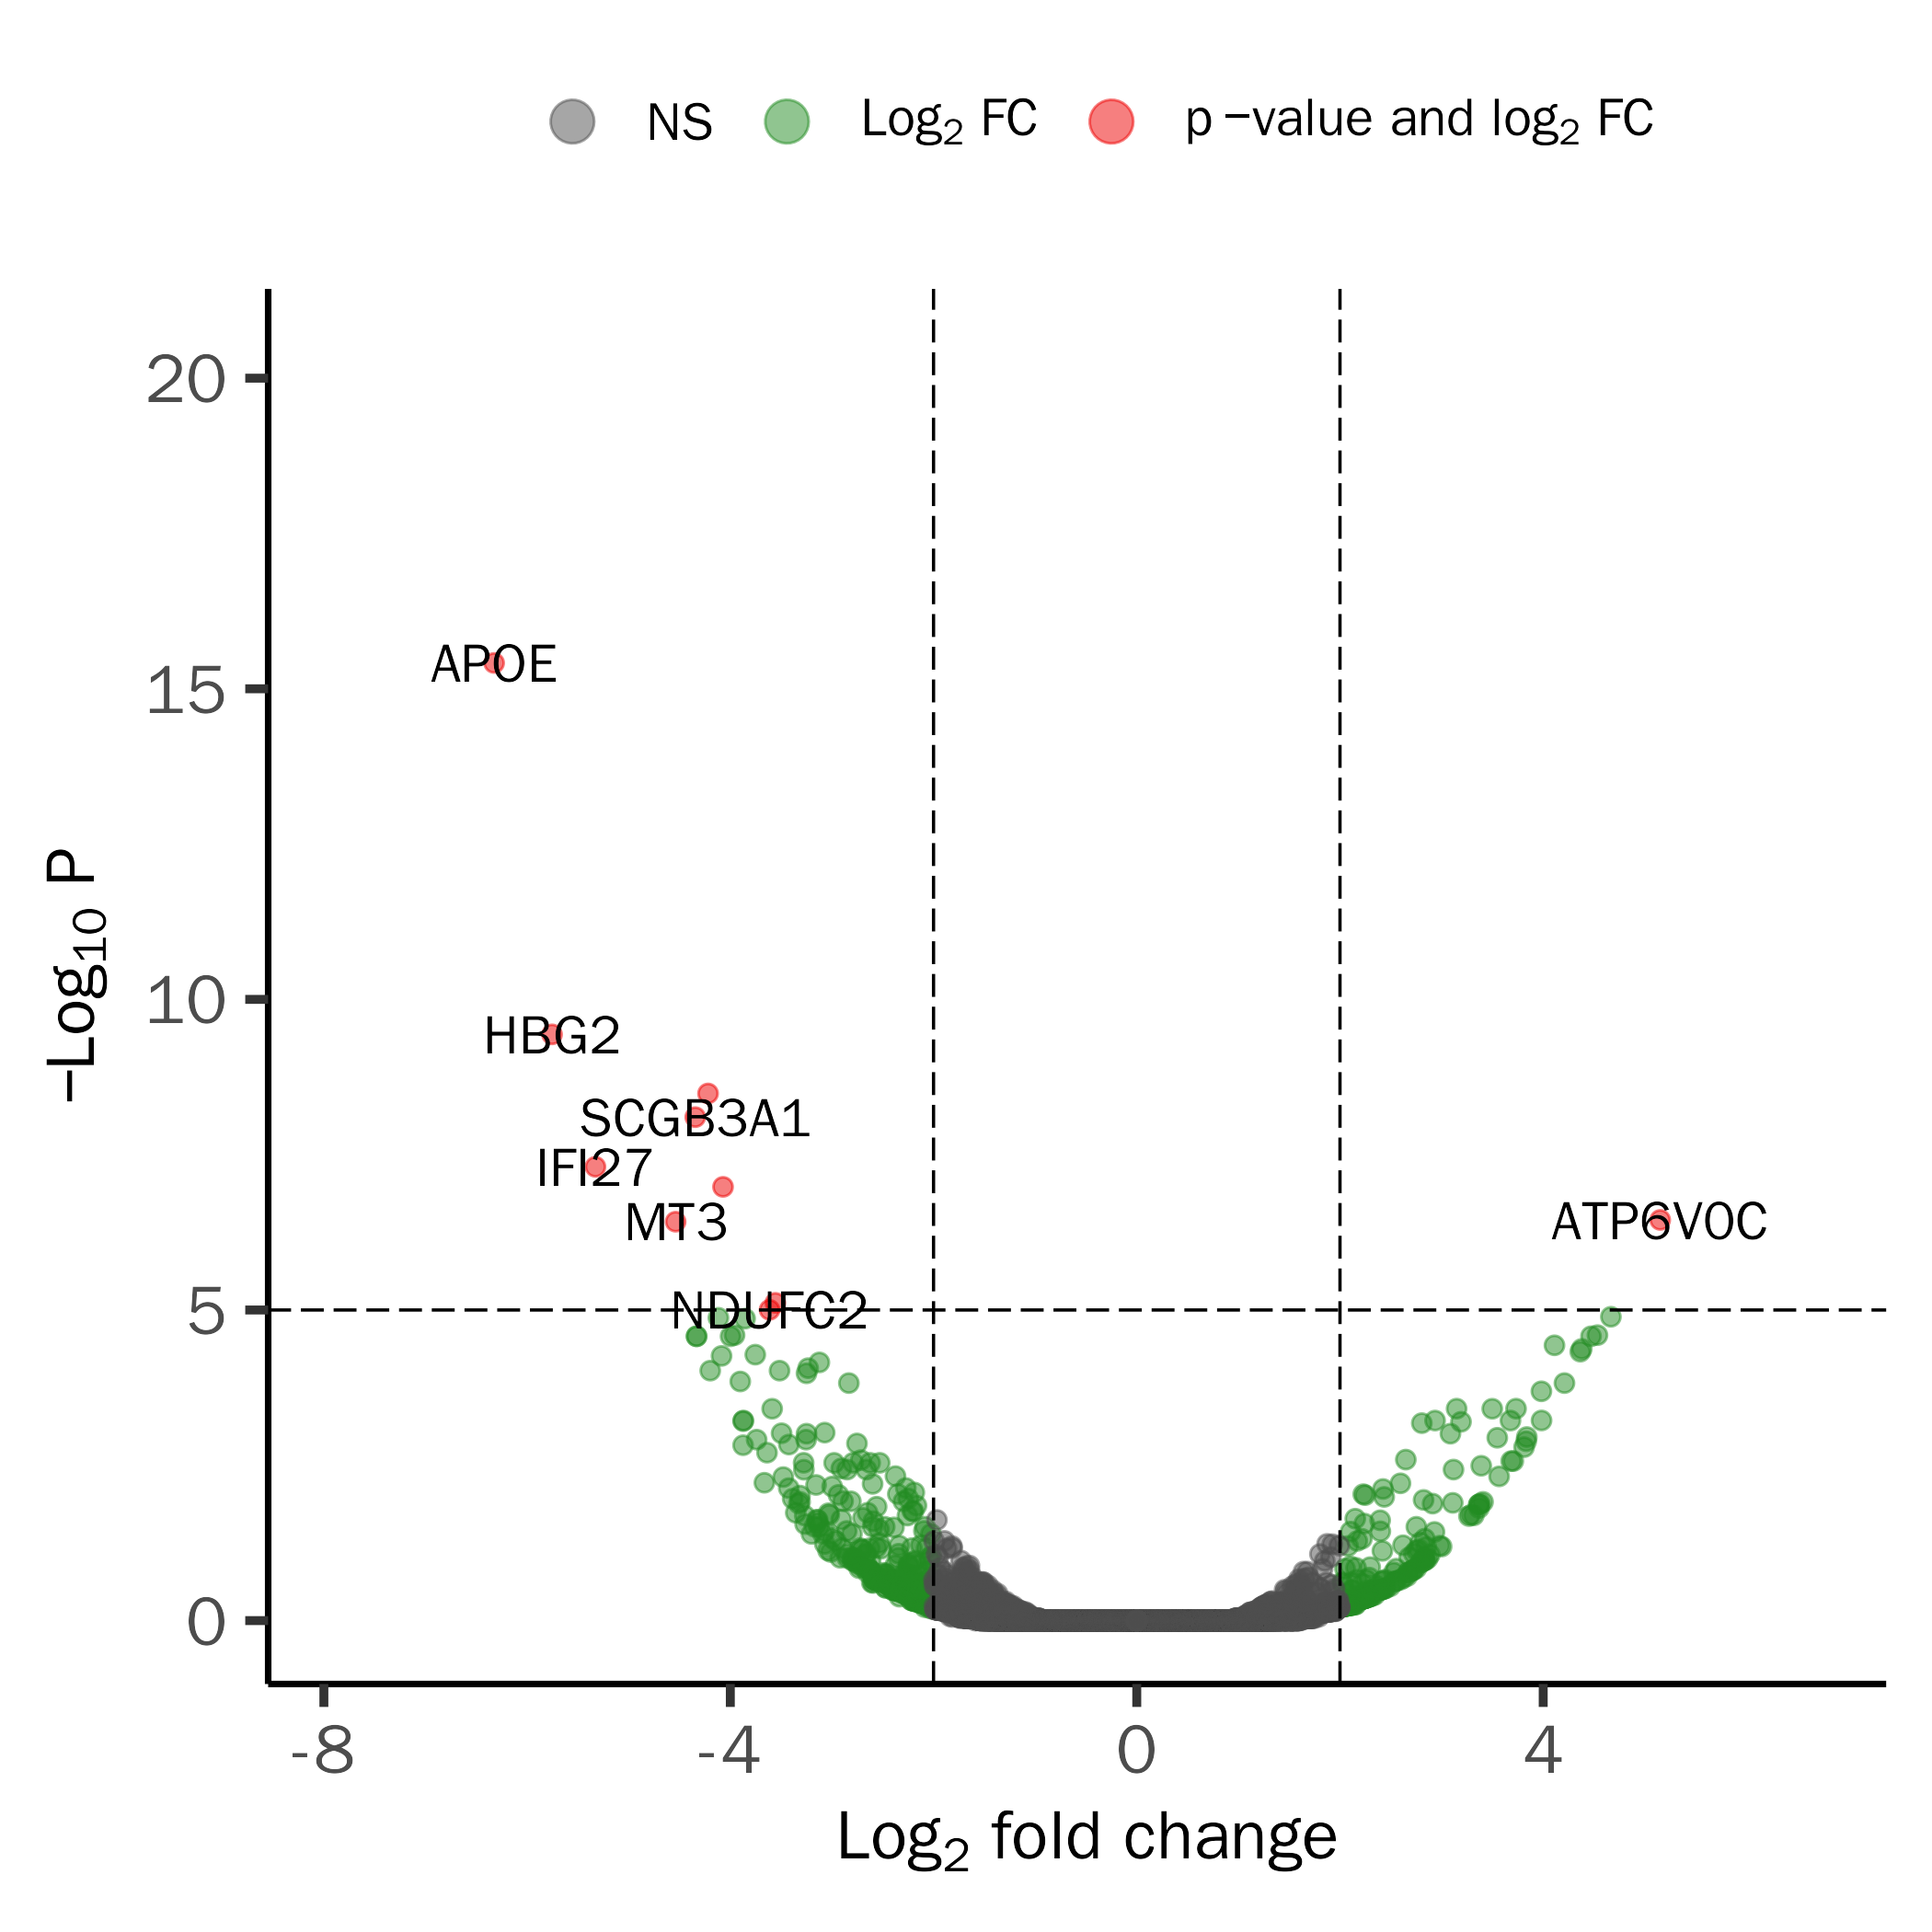 NS Log₂ FC p –value and log₂ FC
20
15
10
5
0
–Log₁₀ P
APOE
HBG2
SCGB3A1
IFI27
MT3
ATP6V0C
NDUFC2
-8 -4 0 4
Log₂ fold change